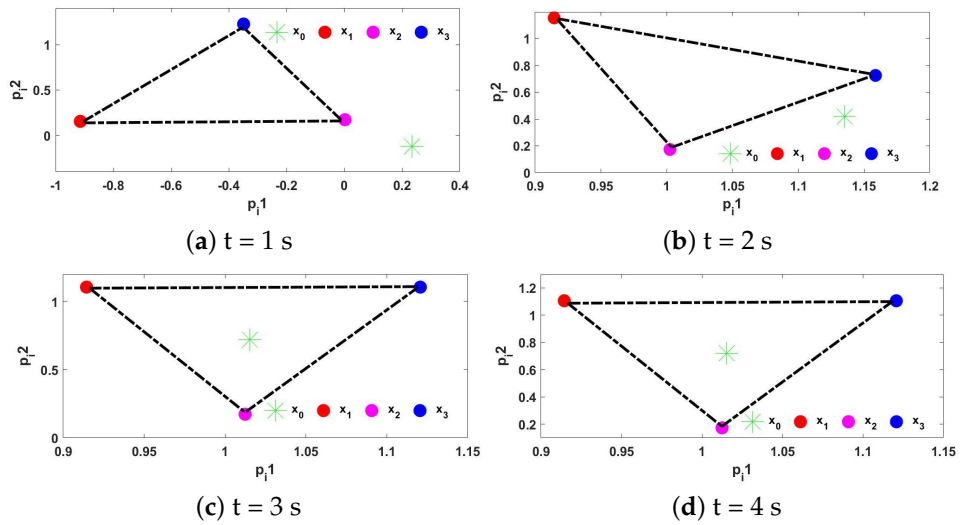 x0 x1 x2 x3
1
0.5
0
-1 -0.8 -0.6 -0.4 -0.2 0 0.2 0.4
pi2
pi1
(a) t = 1 s
1.2
1
0.8
0.6
0.4
0.2
0
x0 x1 x2 x3
0.9 0.95 1 1.05 1.1 1.15 1.2
pi2
pi1
(b) t = 2 s
1
0.5
0
x0 x1 x2 x3
0.9 0.95 1 1.05 1.1 1.15
pi2
pi1
(c) t = 3 s
1.2
1
0.8
0.6
0.4
0.2
x0 x1 x2 x3
0.9 0.95 1 1.05 1.1 1.15
pi2
pi1
(d) t = 4 s